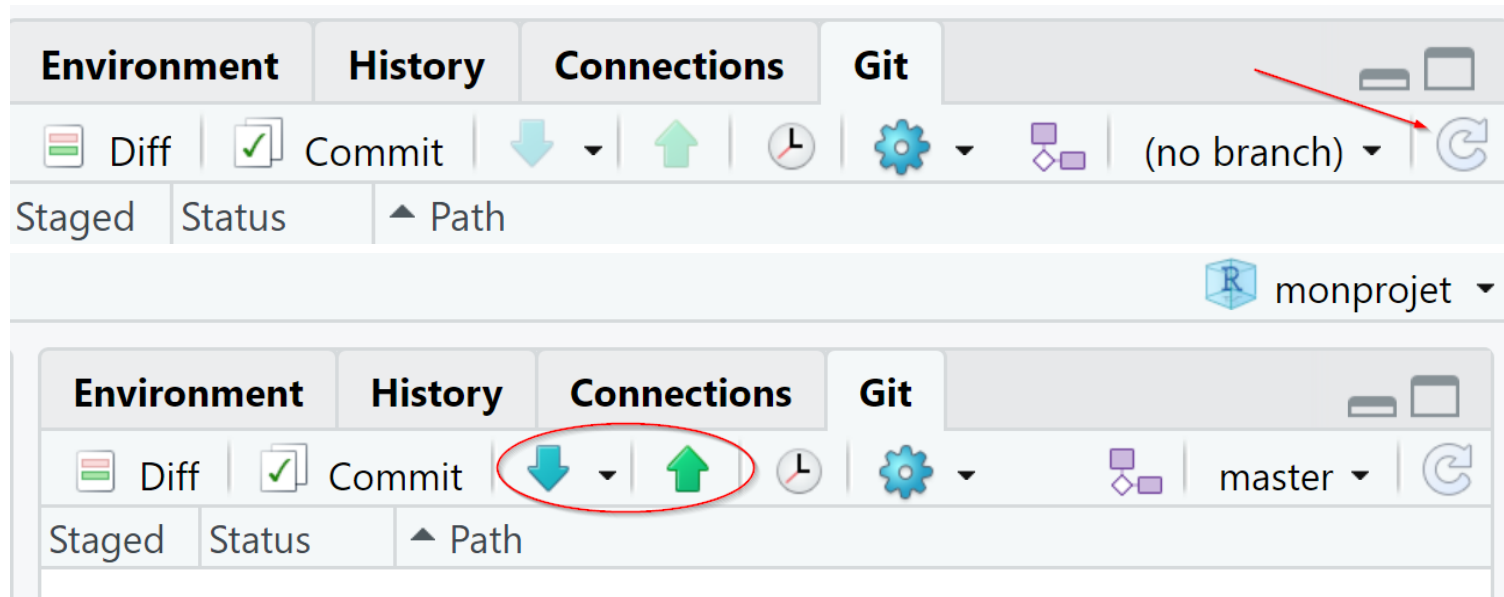 Environment History Connections Git
Diff Commit (no branch)
Staged Status Path
R monprojet
Environment History Connections Git
Diff Commit master
Staged Status Path